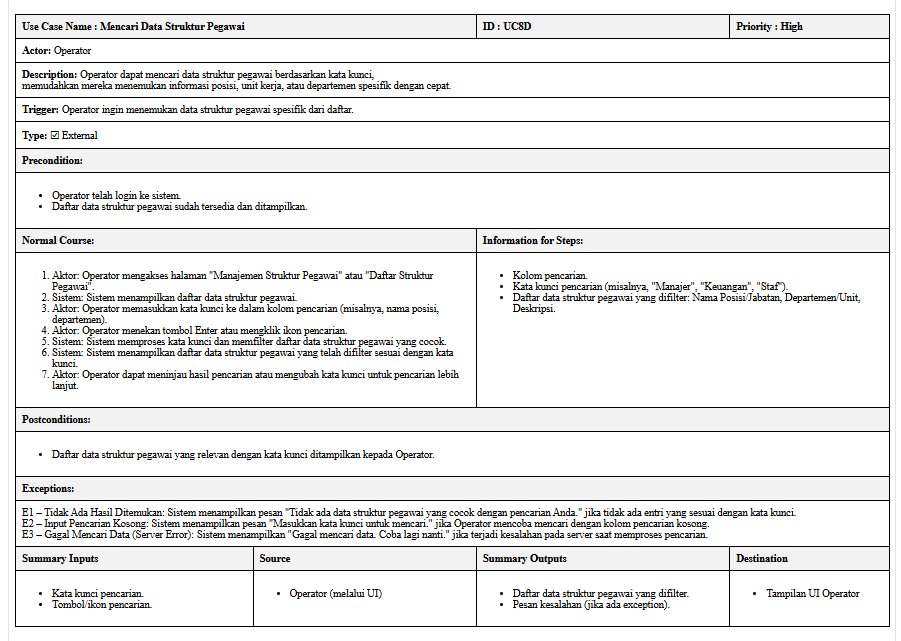 Use Case Name : Mencari Data Struktur Pegawai
ID : UC8D
Priority : High
Actor: Operator
Description: Operator dapat mencari data struktur pegawai berdasarkan kata kunci,
memudahkan mereka menemukan informasi posisi, unit kerja, atau departemen spesifik dengan cepat.
Trigger: Operator ingin menemukan data struktur pegawai spesifik dari daftar.
Type: ☑ External
Precondition:
• Operator telah login ke sistem.
• Daftar data struktur pegawai sudah tersedia dan ditampilkan.
Normal Course:
1. Aktor: Operator mengakses halaman "Manajemen Struktur Pegawai" atau "Daftar Struktur
Pegawai".
2. Sistem: Sistem menampilkan daftar data struktur pegawai.
3. Aktor: Operator memasukkan kata kunci ke dalam kolom pencarian (misalnya, nama posisi,
departemen).
4. Aktor: Operator menekan tombol Enter atau mengklik ikon pencarian.
5. Sistem: Sistem memproses kata kunci dan memfilter daftar data struktur pegawai yang cocok.
6. Sistem: Sistem menampilkan daftar data struktur pegawai yang telah difilter sesuai dengan kata
kunci.
7. Aktor: Operator dapat meninjau hasil pencarian atau mengubah kata kunci untuk pencarian lebih
lanjut.
Information for Steps:
• Kolom pencarian.
• Kata kunci pencarian (misalnya, "Manajer", "Keuangan", "Staf").
• Daftar data struktur pegawai yang difilter: Nama Posisi/Jabatan, Departemen/Unit,
Deskripsi.
Postconditions:
• Daftar data struktur pegawai yang relevan dengan kata kunci ditampilkan kepada Operator.
Exceptions:
E1 – Tidak Ada Hasil Ditemukan: Sistem menampilkan pesan "Tidak ada data struktur pegawai yang cocok dengan pencarian Anda." jika tidak ada entri yang sesuai dengan kata kunci.
E2 – Input Pencarian Kosong: Sistem menampilkan pesan "Masukkan kata kunci untuk mencari." jika Operator mencoba mencari dengan kolom pencarian kosong.
E3 – Gagal Mencari Data (Server Error): Sistem menampilkan "Gagal mencari data. Coba lagi nanti." jika terjadi kesalahan pada server saat memproses pencarian.
Summary Inputs
Source
Summary Outputs
Destination
• Kata kunci pencarian.
• Tombol/ikon pencarian.
• Operator (melalui UI)
• Daftar data struktur pegawai yang difilter.
• Pesan kesalahan (jika ada exception).
• Tampilan UI Operator